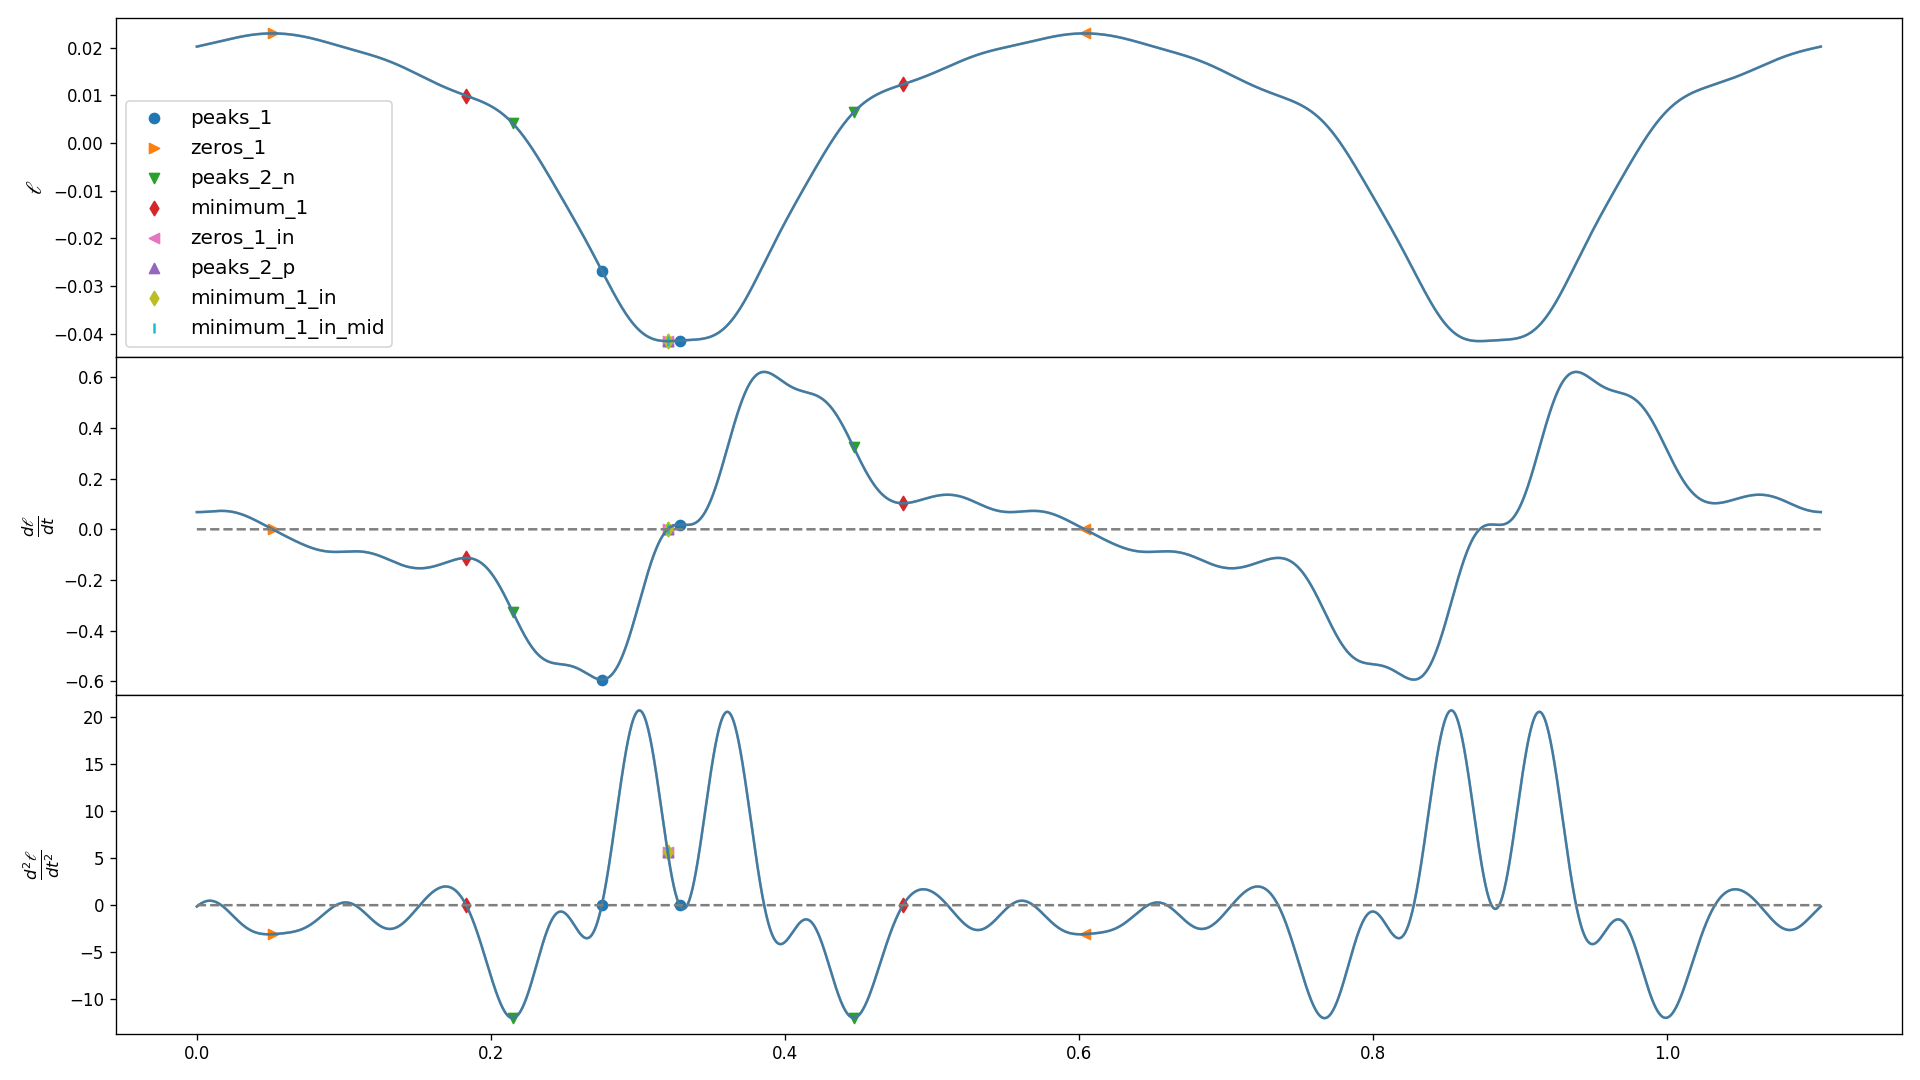 0.02
0.01
0.00
−0.01
−0.02
−0.03
−0.04
ℓ
peaks_1
zeros_1
peaks_2_n
minimum_1
zeros_1_in
peaks_2_p
minimum_1_in
minimum_1_in_mid
0.6
0.4
0.2
0.0
−0.2
−0.4
−0.6
dℓ
dt
20
15
10
5
0
−5
−10
d²ℓ
dt²
0.0 0.2 0.4 0.6 0.8 1.0